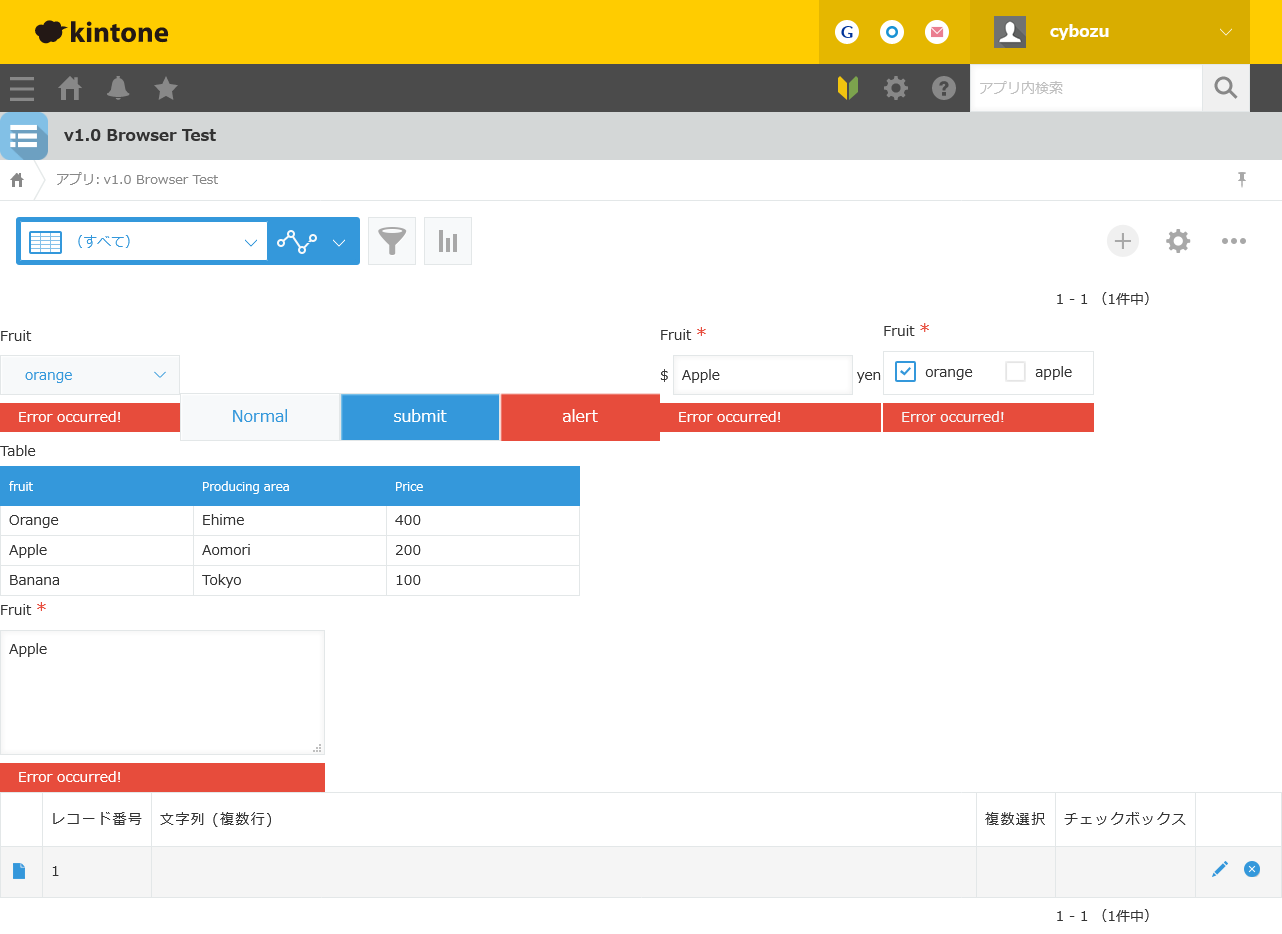 kintone
G
cybozu
?
アプリ内検索
v1.0 Browser Test
アプリ: v1.0 Browser Test
(すべて)
1 - 1 (1件中)
Fruit
orange
Error occurred!
Normal
submit
alert
Fruit *
$ Apple yen
Error occurred!
Fruit *
orange apple
Error occurred!
Table
fruit Producing area Price
Orange Ehime 400
Apple Aomori 200
Banana Tokyo 100
Fruit *
Apple
Error occurred!
レコード番号 文字列 (複数行) 複数選択 チェックボックス
1
1 - 1 (1件中)